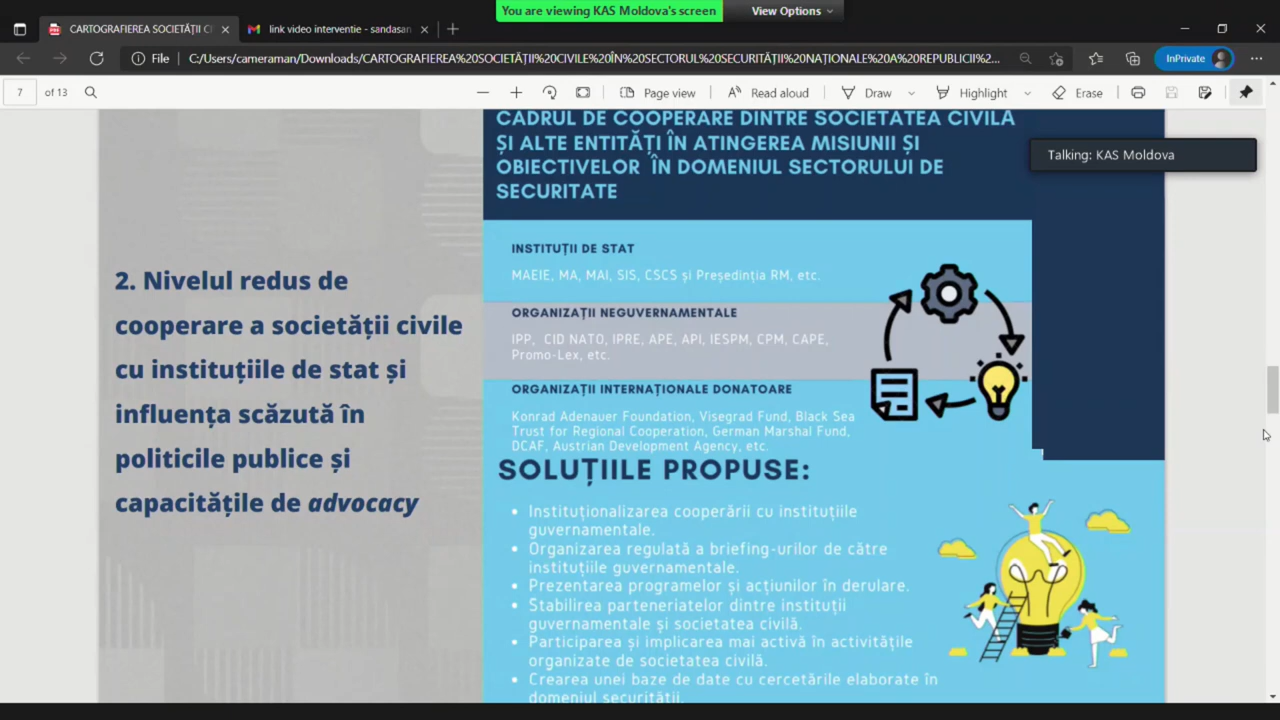 You are viewing KAS Moldova's screen
View Options
CARTOGRAFIEREA SOCIETĂȚII C
link video interventie - sandasan
File
C:/Users/cameraman/Downloads/CARTOGRAFIEREA%20SOCIETĂȚII%20CIVILE%20ÎN%20SECTORUL%20SECURITĂȚII%20NAȚIONALE%20A%20REPUBLICII%2...
InPrivate
7 of 13
Page view
Read aloud
Draw
Highlight
Erase
Talking: KAS Moldova
2. Nivelul redus de
cooperare a societății civile
cu instituțiile de stat și
influența scăzută în
politicile publice și
capacitățile de advocacy
CADRUL DE COOPERARE DINTRE SOCIETATEA CIVILĂ
ȘI ALTE ENTITĂȚI ÎN ATINGEREA MISIUNII ȘI
OBIECTIVELOR ÎN DOMENIUL SECTORULUI DE
SECURITATE
INSTITUȚII DE STAT
MAEIE, MA, MAI, SIS, CSCS și Președinția RM, etc.
ORGANIZAȚII NEGUVERNAMENTALE
IPP, CID NATO, IPRE, APE, API, IESPM, CPM, CAPE,
Promo-Lex, etc.
ORGANIZAȚII INTERNAȚIONALE DONATOARE
Konrad Adenauer Foundation, Visegrad Fund, Black Sea
Trust for Regional Cooperation, German Marshal Fund,
DCAF, Austrian Development Agency, etc.
SOLUȚIILE PROPUSE:
• Instituționalizarea cooperării cu instituțiile
guvernamentale.
• Organizarea regulată a briefing-urilor de către
instituțiile guvernamentale.
• Prezentarea programelor și acțiunilor în derulare.
• Stabilirea parteneriatelor dintre instituții
guvernamentale și societatea civilă.
• Participarea și implicarea mai activă în activitățile
organizate de societatea civilă.
• Crearea unei baze de date cu cercetările elaborate în
domeniul securității.